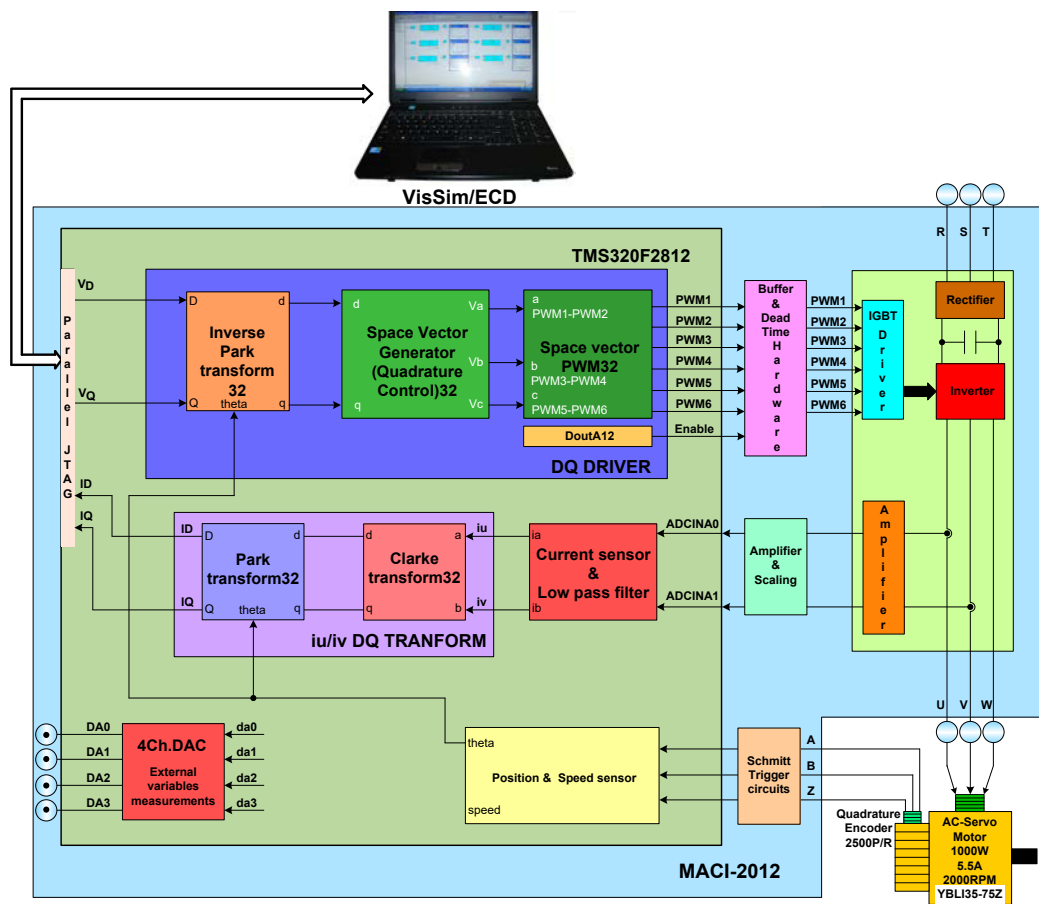 VisSim/ECD
R
S
T
TMS320F2812
Parallel JTAG
VD
VQ
ID
IQ
D
d
Inverse
Park
transform
32
Q
theta
q
d
Va
Space Vector
Generator
(Quadrature
Control)32
Vb
q
Vc
a
PWM1-PWM2
Space vector
PWM32
b
PWM3-PWM4
c
PWM5-PWM6
DoutA12
DQ DRIVER
PWM1
PWM2
PWM3
PWM4
PWM5
PWM6
Enable
Buffer
&
Dead
Time
Hardware
PWM1
PWM2
PWM3
PWM4
PWM5
PWM6
IGBT
Driver
Rectifier
Inverter
ID
IQ
D
d
Park
transform32
Q
theta
q
d
a
Clarke
transform32
q
b
iu
iv
iu/iv DQ TRANFORM
ia
Current sensor
&
Low pass filter
ib
ADCINA0
ADCINA1
Amplifier
&
Scaling
Amplifier
DA0
DA1
DA2
DA3
4Ch.DAC
External
variables
measurements
da0
da1
da2
da3
theta
Position & Speed sensor
speed
Schmitt
Trigger
circuits
A
B
Z
U
V
W
Quadrature
Encoder
2500P/R
AC-Servo
Motor
1000W
5.5A
2000RPM
YBLI35-75Z
MACI-2012